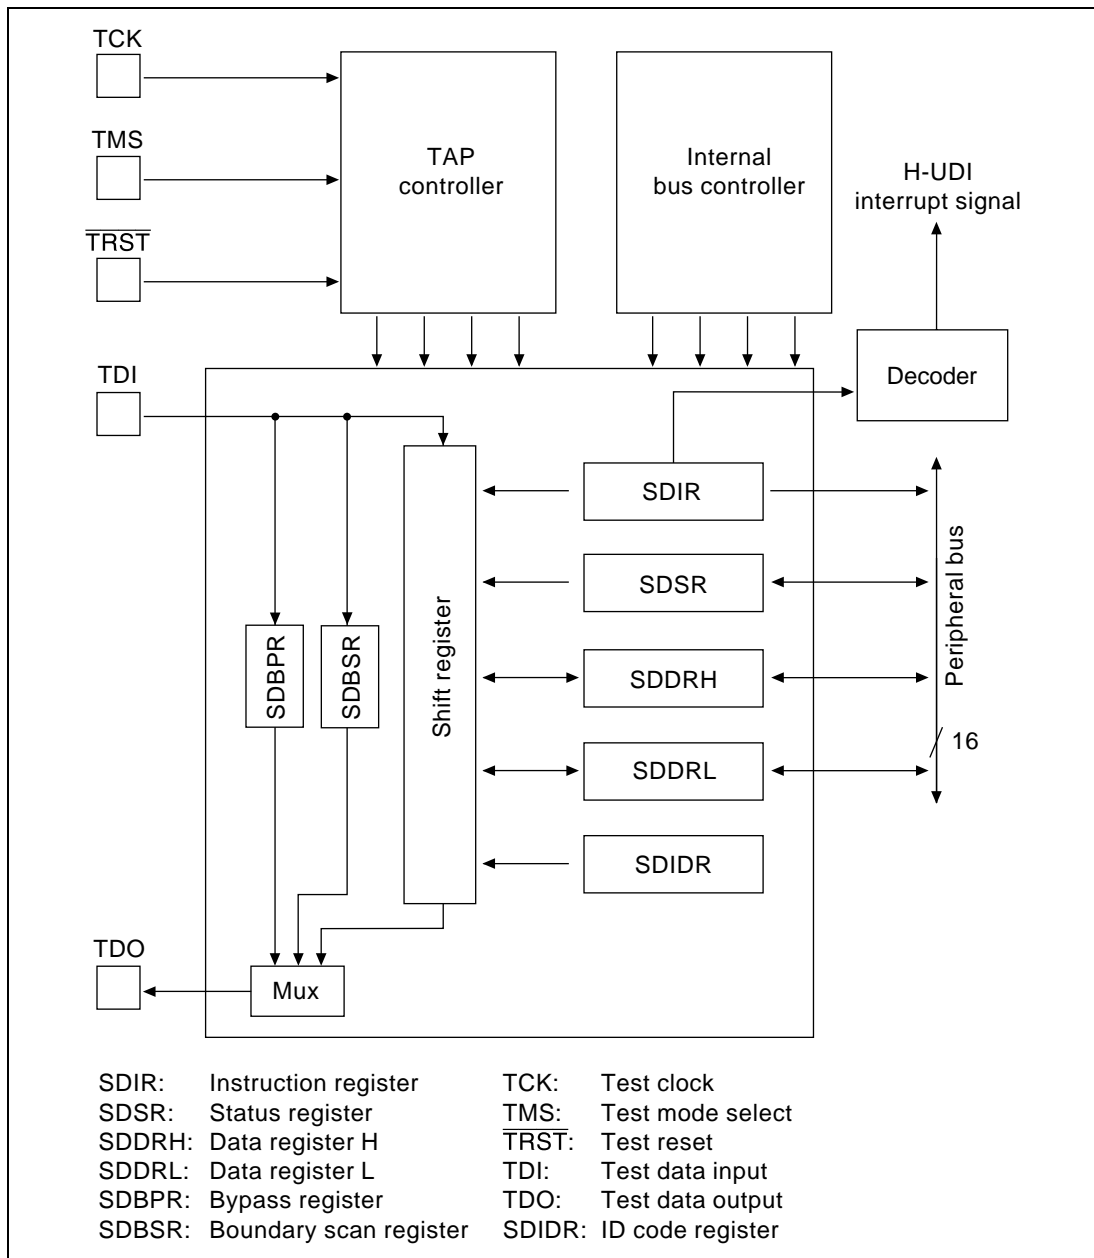 TCK
TMS
TRST
TAP
controller
Internal
bus controller
H-UDI
interrupt signal
TDI
Decoder
SDIR
SDSR
SDDRH
SDDRL
SDIDR
Shift register
SDBPR
SDBSR
Peripheral bus
16
TDO
Mux
SDIR: Instruction register
SDSR: Status register
SDDRH: Data register H
SDDRL: Data register L
SDBPR: Bypass register
SDBSR: Boundary scan register
TCK: Test clock
TMS: Test mode select
TRST: Test reset
TDI: Test data input
TDO: Test data output
SDIDR: ID code register